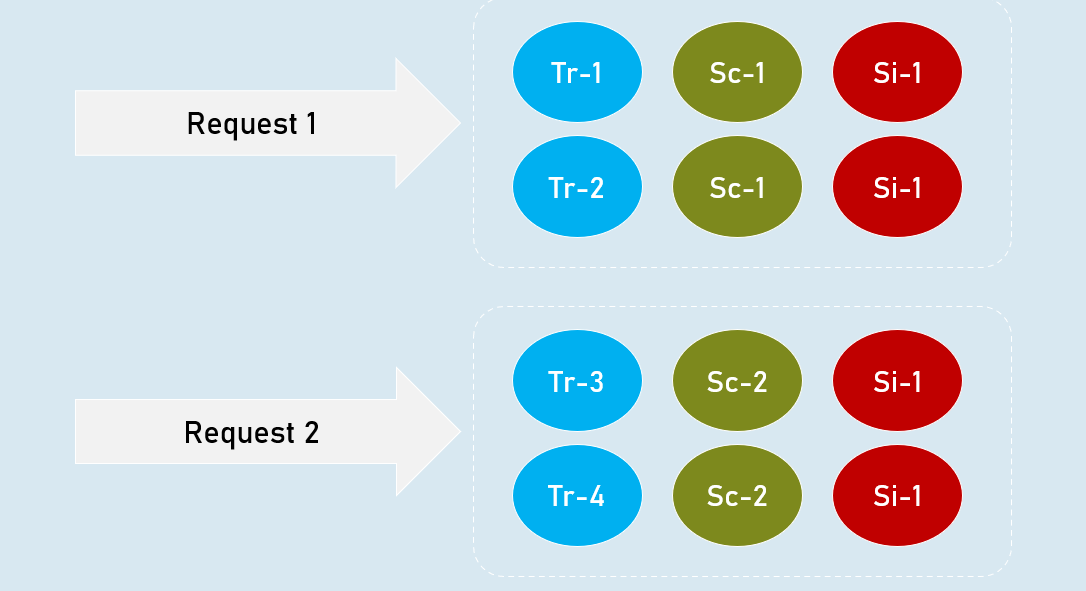 Tr-1 Sc-1 Si-1
Request 1
Tr-2 Sc-1 Si-1
Tr-3 Sc-2 Si-1
Request 2
Tr-4 Sc-2 Si-1